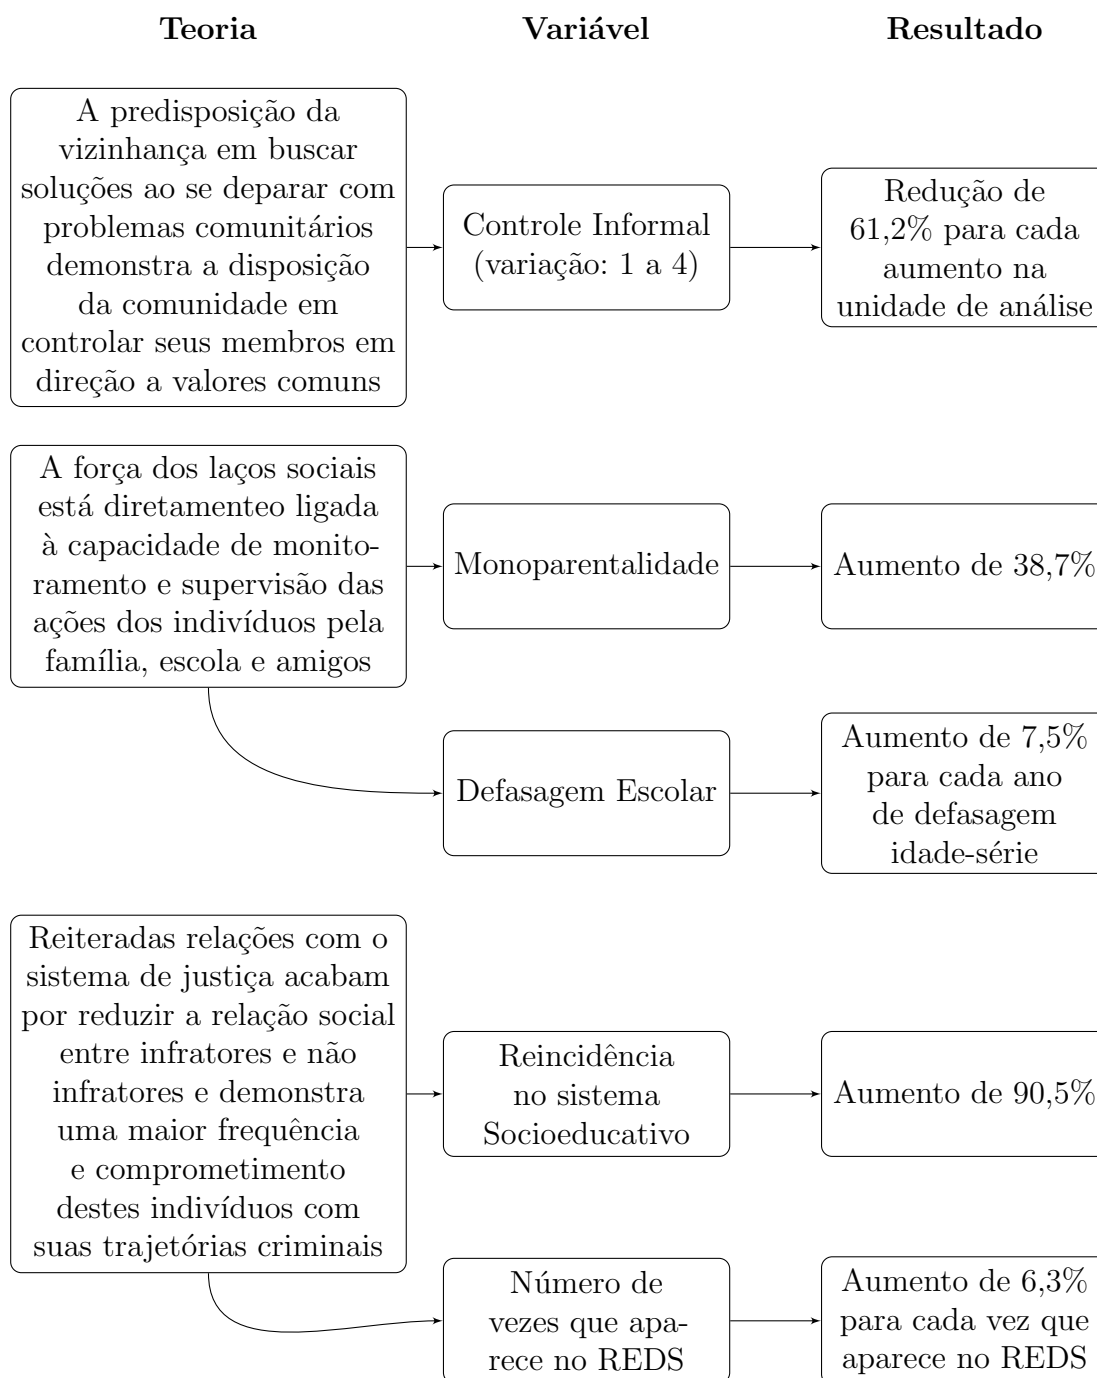 Teoria
Variável
Resultado
A predisposição da
vizinhança em buscar
soluções ao se deparar com
problemas comunitários
demonstra a disposição
da comunidade em
controlar seus membros em
direção a valores comuns
Controle Informal
(variação: 1 a 4)
Redução de
61,2% para cada
aumento na
unidade de análise
A força dos laços sociais
está diretamenteo ligada
à capacidade de monito-
ramento e supervisão das
ações dos indivíduos pela
família, escola e amigos
Monoparentalidade
Aumento de 38,7%
Defasagem Escolar
Aumento de 7,5%
para cada ano
de defasagem
idade-série
Reiteradas relações com o
sistema de justiça acabam
por reduzir a relação social
entre infratores e não
infratores e demonstra
uma maior frequência
e comprometimento
destes indivíduos com
suas trajetórias criminais
Reincidência
no sistema
Socioeducativo
Aumento de 90,5%
Número de
vezes que apa-
rece no REDS
Aumento de 6,3%
para cada vez que
aparece no REDS